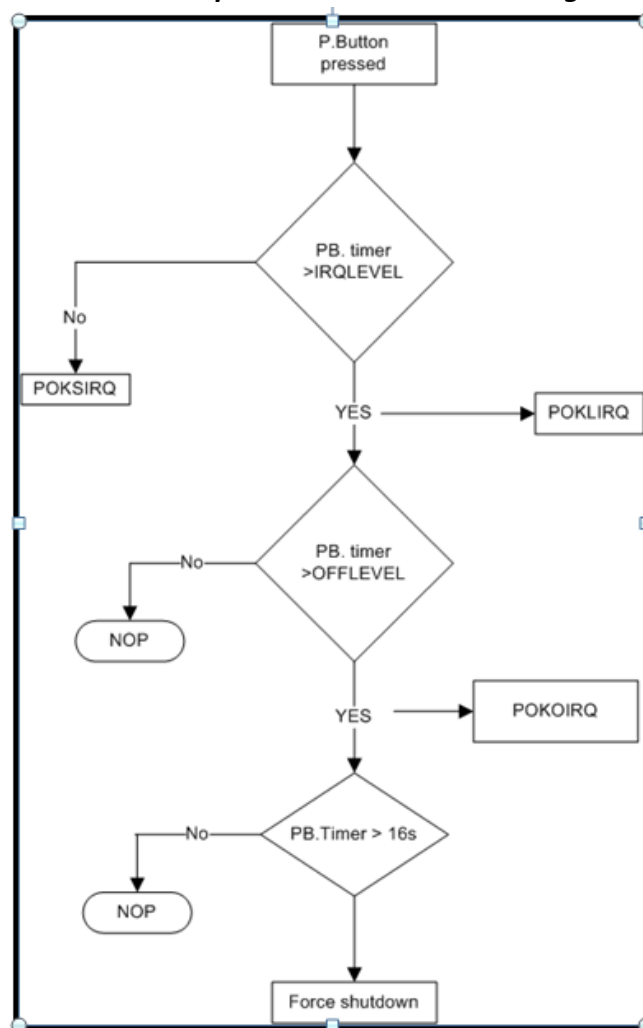 P.Button
pressed
PB. timer
>IRQLEVEL
No
POKSIRQ
YES
POKLIRQ
PB. timer
>OFFLEVEL
No
NOP
YES
POKOIRQ
PB.Timer > 16s
No
NOP
Force shutdown